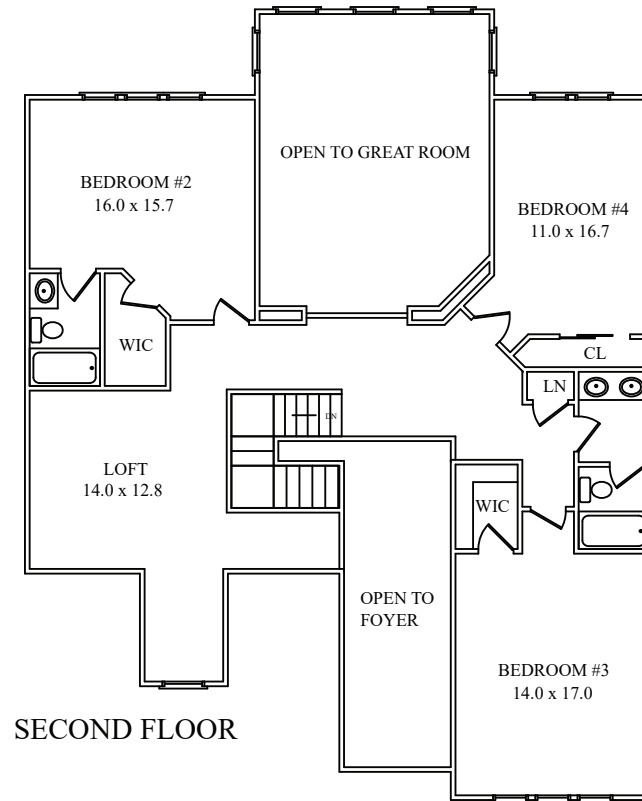 OPEN TO GREAT ROOM
BEDROOM #2
16.0 x 15.7
BEDROOM #4
11.0 x 16.7
WIC
CL
LN
DN
LOFT
14.0 x 12.8
WIC
OPEN TO
FOYER
BEDROOM #3
14.0 x 17.0
SECOND FLOOR